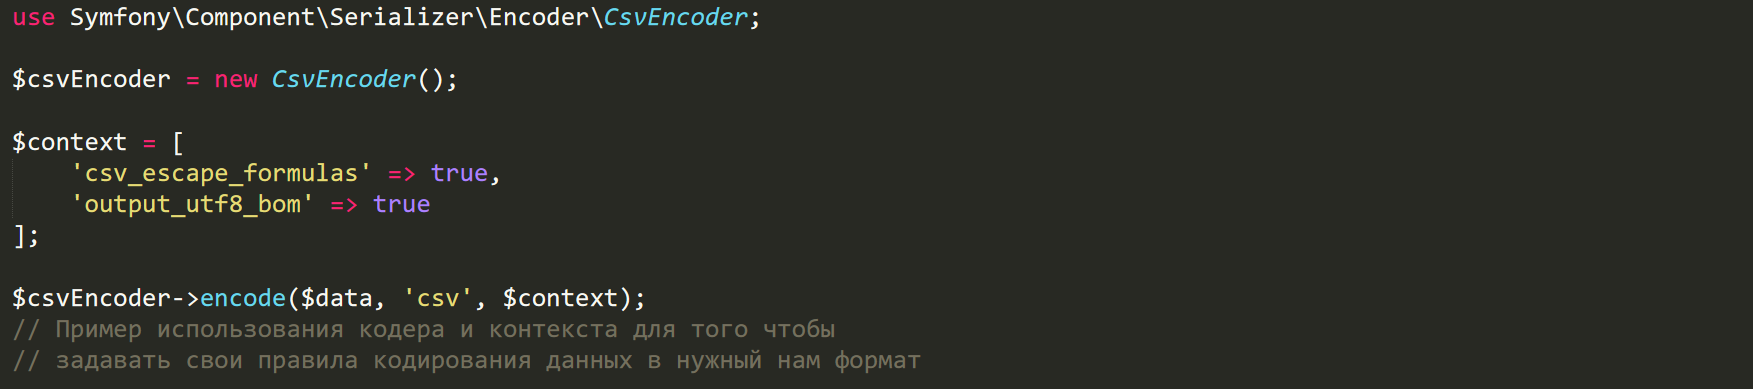 use Symfony\Component\Serializer\Encoder\CsvEncoder;
$csvEncoder = new CsvEncoder();
$context = [
'csv_escape_formulas' => true,
'output_utf8_bom' => true
];
$csvEncoder->encode($data, 'csv', $context);
// Пример использования кодера и контекста для того чтобы
// задавать свои правила кодирования данных в нужный нам формат